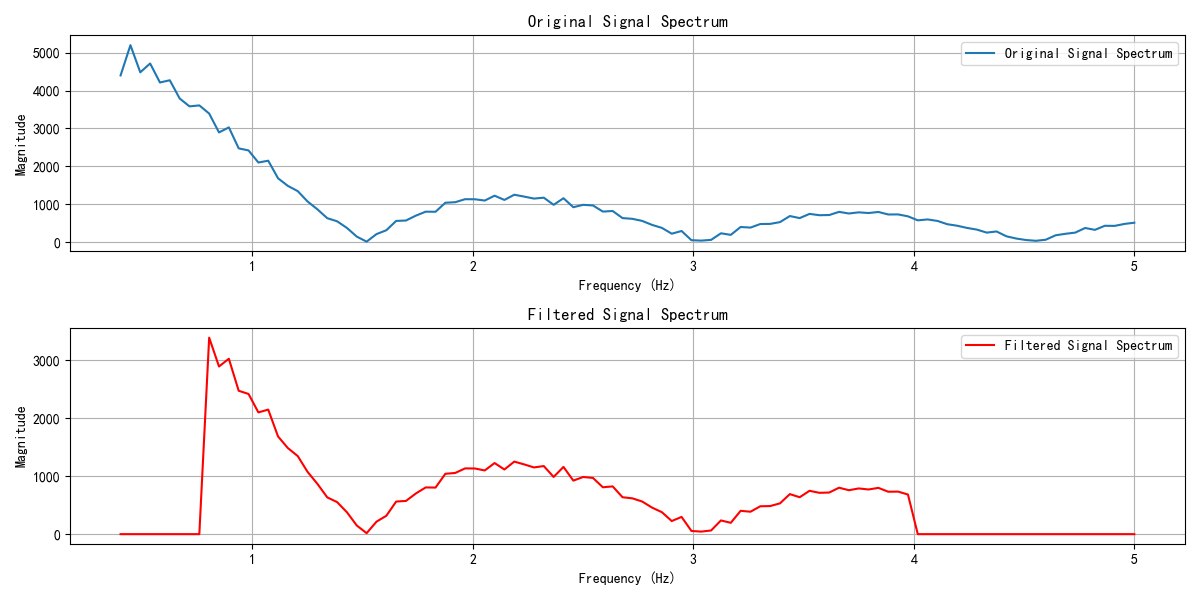 Original Signal Spectrum
Original Signal Spectrum
5000
4000
3000
2000
1000
0
Magnitude
1 2 3 4 5
Frequency (Hz)
Filtered Signal Spectrum
Filtered Signal Spectrum
3000
2000
1000
0
Magnitude
1 2 3 4 5
Frequency (Hz)